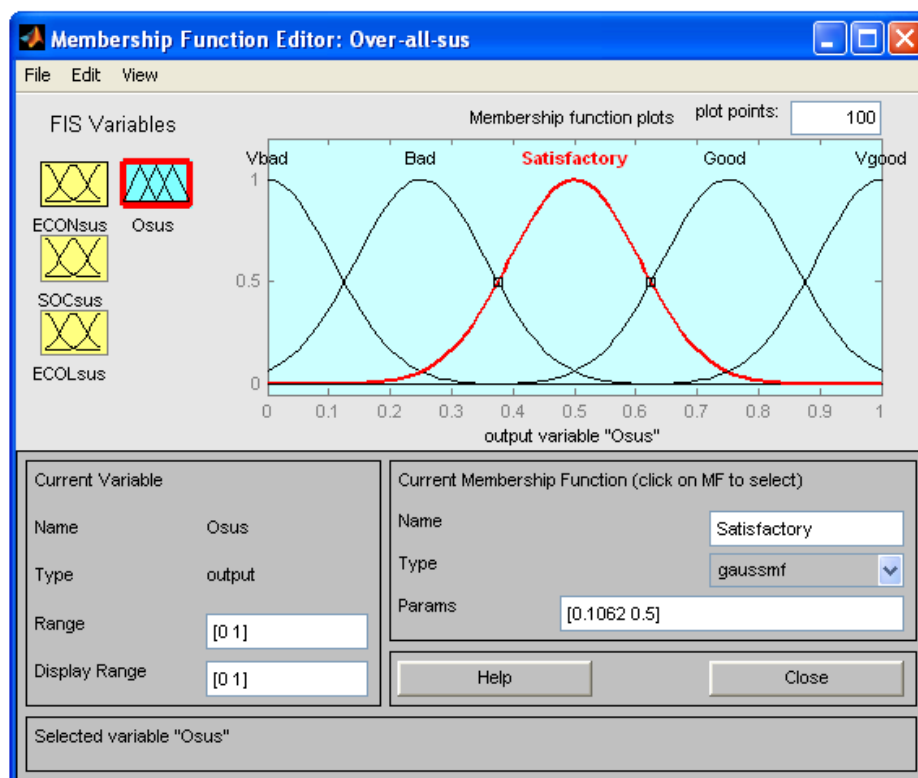 Membership Function Editor: Over-all-sus
File Edit View
FIS Variables
Membership function plots plot points: 100
ECONsus Osus
SOCsus
ECOLsus
Vbad Bad Satisfactory Good Vgood
1
0.5
0
0 0.1 0.2 0.3 0.4 0.5 0.6 0.7 0.8 0.9 1
output variable "Osus"
Current Variable
Name Osus
Type output
Range [0 1]
Display Range [0 1]
Current Membership Function (click on MF to select)
Name Satisfactory
Type gaussmf
Params [0.1062 0.5]
Help Close
Selected variable "Osus"